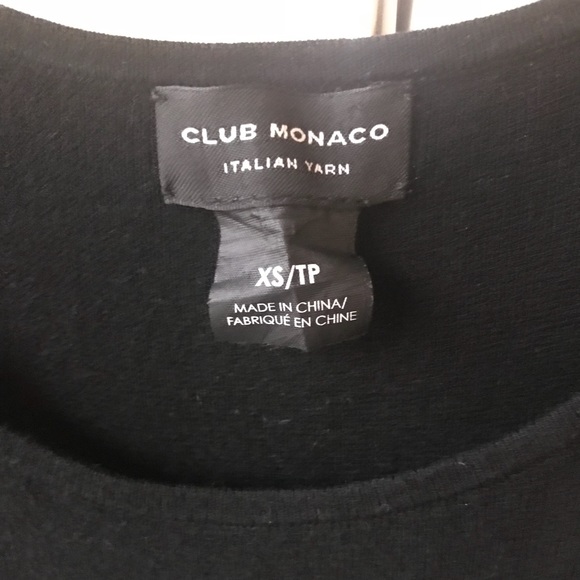 CLUB MONACO
ITALIAN YARN
XS/TP
MADE IN CHINA/
FABRIQUÉ EN CHINE